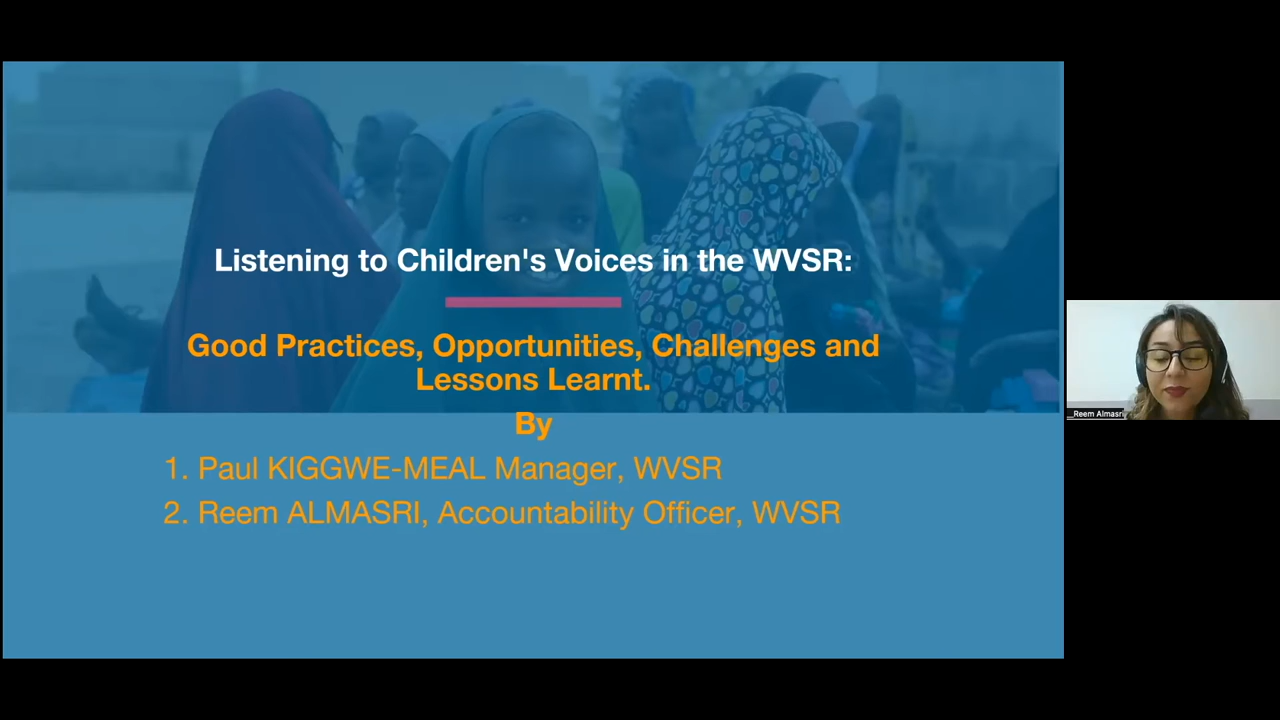 Listening to Children's Voices in the WVSR:
Good Practices, Opportunities, Challenges and
Lessons Learnt.
By
1. Paul KIGGWE-MEAL Manager, WVSR
2. Reem ALMASRI, Accountability Officer, WVSR
_Reem Almasri